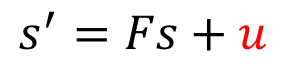 s′ = Fs + u